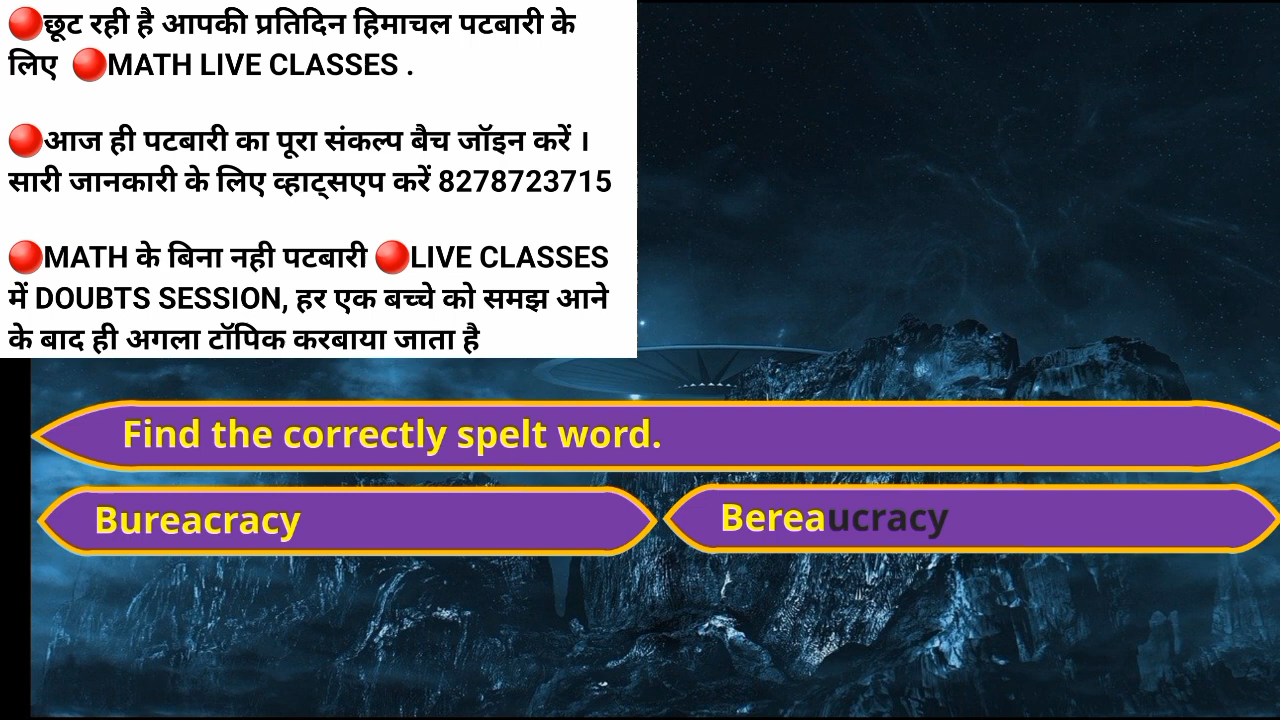 🔴छूट रही है आपकी प्रतिदिन हिमाचल पटबारी के
लिए 🔴MATH LIVE CLASSES .
🔴आज ही पटबारी का पूरा संकल्प बैच जॉइन करें ।
सारी जानकारी के लिए व्हाट्सएप करें 8278723715
🔴MATH के बिना नही पटबारी 🔴LIVE CLASSES
में DOUBTS SESSION, हर एक बच्चे को समझ आने
के बाद ही अगला टॉपिक करबाया जाता है
Find the correctly spelt word.
Bureacracy
Bereaucracy